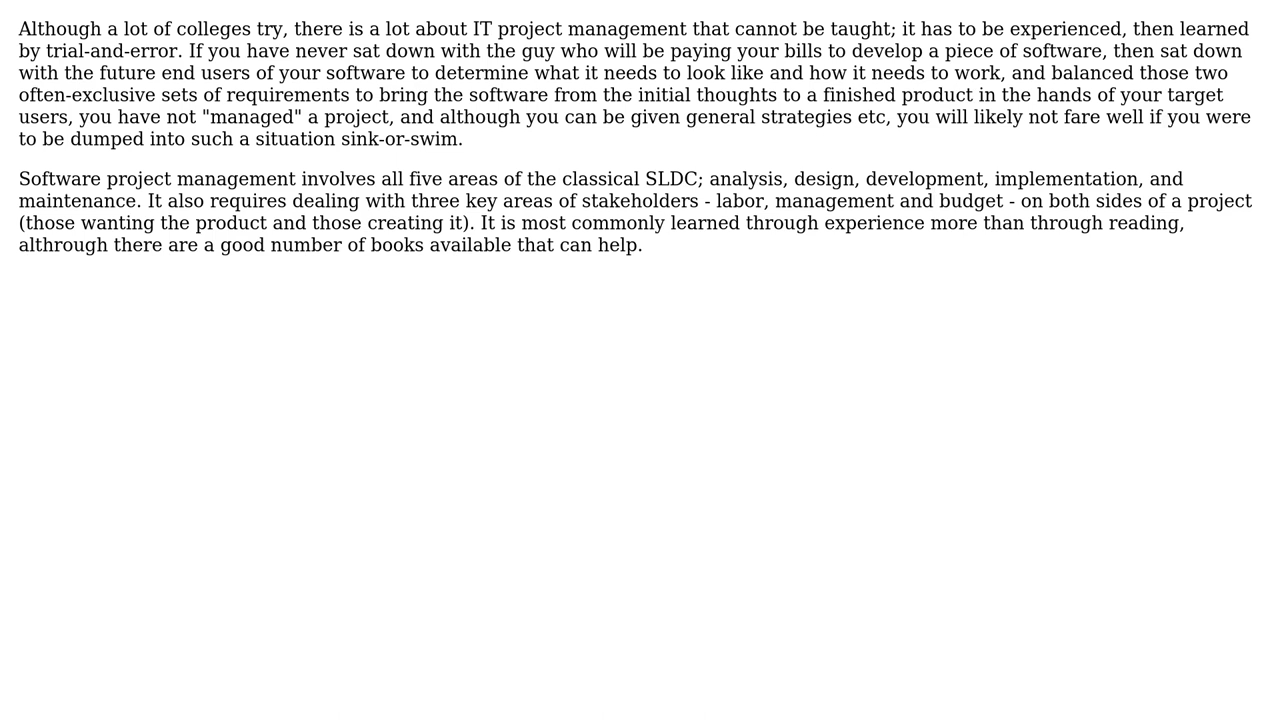 Although a lot of colleges try, there is a lot about IT project management that cannot be taught; it has to be experienced, then learned
by trial-and-error. If you have never sat down with the guy who will be paying your bills to develop a piece of software, then sat down
with the future end users of your software to determine what it needs to look like and how it needs to work, and balanced those two
often-exclusive sets of requirements to bring the software from the initial thoughts to a finished product in the hands of your target
users, you have not "managed" a project, and although you can be given general strategies etc, you will likely not fare well if you were
to be dumped into such a situation sink-or-swim.
Software project management involves all five areas of the classical SLDC; analysis, design, development, implementation, and
maintenance. It also requires dealing with three key areas of stakeholders - labor, management and budget - on both sides of a project
(those wanting the product and those creating it). It is most commonly learned through experience more than through reading,
althrough there are a good number of books available that can help.